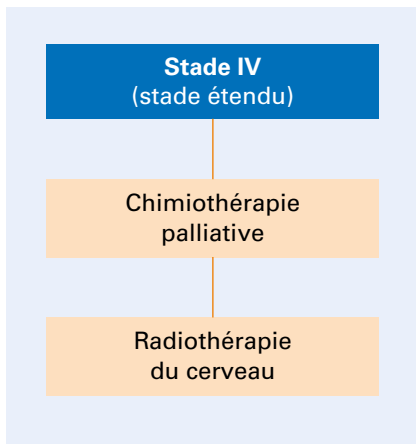 Stade IV
(stade étendu)
Chimiothérapie
palliative
Radiothérapie
du cerveau